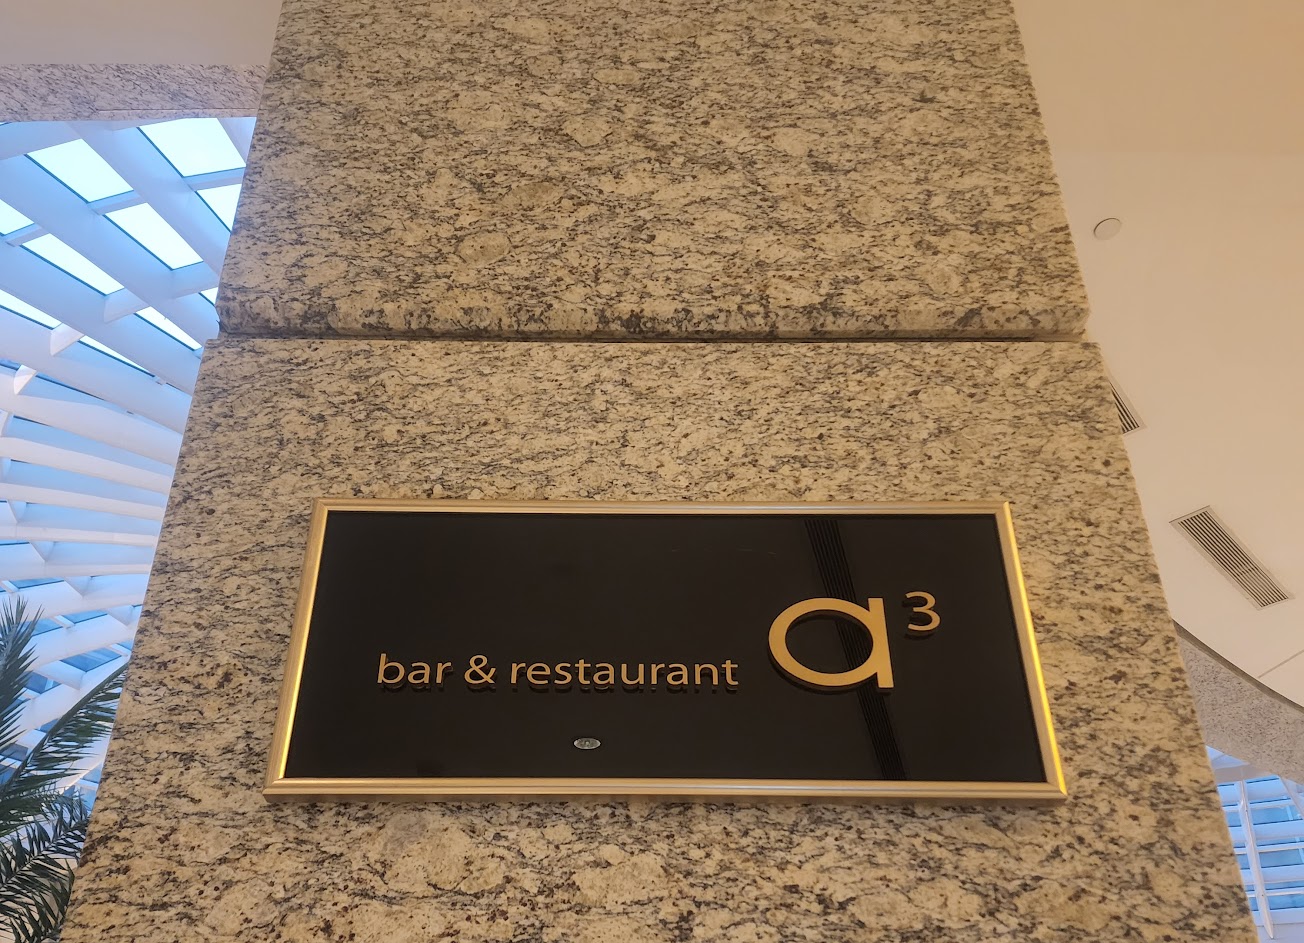 bar & restaurant a³